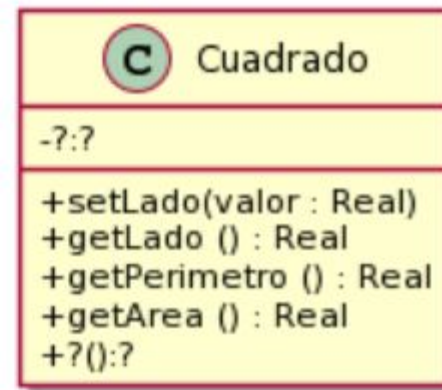 C Cuadrado
-?:?
+setLado(valor : Real)
+getLado () : Real
+getPerimetro () : Real
+getArea () : Real
+?():?